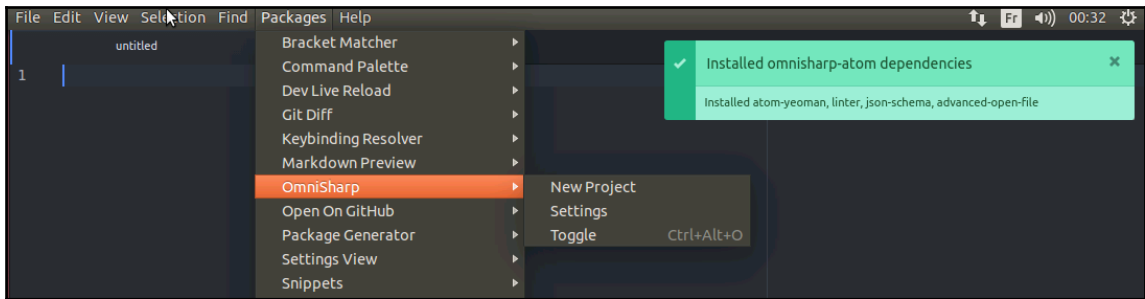 File Edit View Selection Find Packages Help Fr 00:32
untitled
1
Bracket Matcher
Command Palette
Dev Live Reload
Git Diff
Keybinding Resolver
Markdown Preview
OmniSharp
Open On GitHub
Package Generator
Settings View
Snippets
New Project
Settings
Toggle Ctrl+Alt+O
Installed omnisharp-atom dependencies
Installed atom-yeoman, linter, json-schema, advanced-open-file